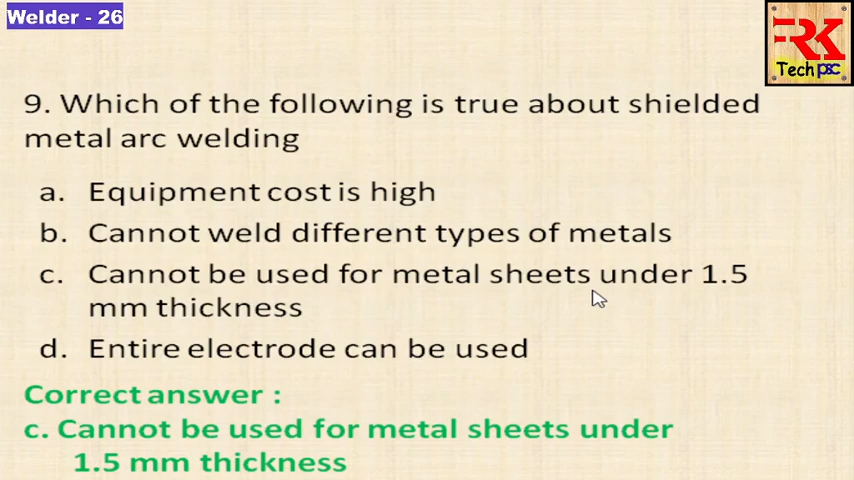 Welder - 26
RK
Tech psc
9. Which of the following is true about shielded
metal arc welding
a. Equipment cost is high
b. Cannot weld different types of metals
c. Cannot be used for metal sheets under 1.5
mm thickness
d. Entire electrode can be used
Correct answer :
c. Cannot be used for metal sheets under
1.5 mm thickness